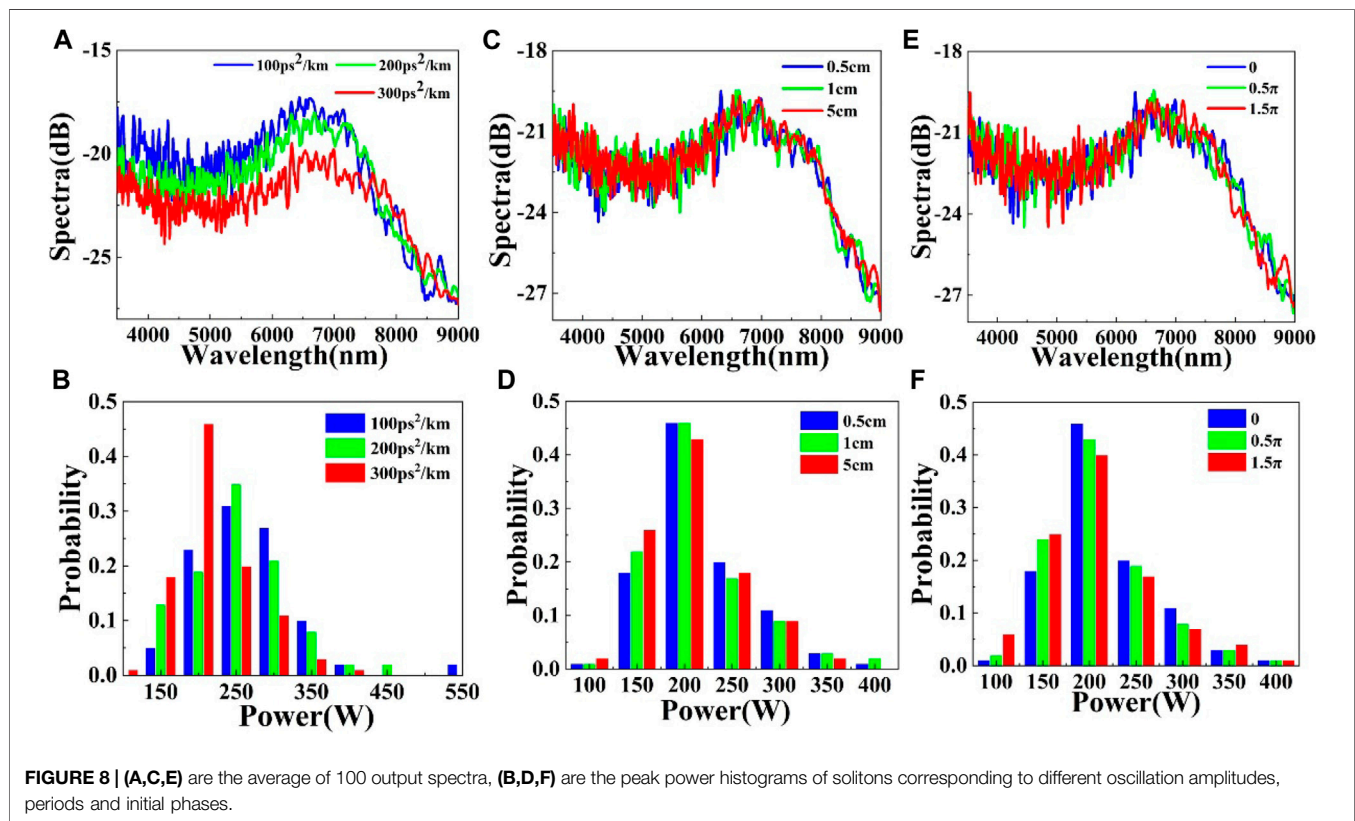 A
-15
-20
-25
Spectra(dB)
100ps²/km
200ps²/km
300ps²/km
4000 5000 6000 7000 8000 9000
Wavelength(nm)
C
-18
-21
-24
-27
Spectra(dB)
0.5cm
1cm
5cm
4000 5000 6000 7000 8000 9000
Wavelength(nm)
E
-18
-21
-24
-27
Spectra(dB)
0
0.5π
1.5π
4000 5000 6000 7000 8000 9000
Wavelength(nm)
B
0.5
0.4
0.3
0.2
0.1
0.0
Probability
100ps²/km
200ps²/km
300ps²/km
150 250 350 450 550
Power(W)
D
0.5
0.4
0.3
0.2
0.1
0.0
Probability
0.5cm
1cm
5cm
100 150 200 250 300 350 400
Power(W)
F
0.5
0.4
0.3
0.2
0.1
0.0
Probability
0
0.5π
1.5π
100 150 200 250 300 350 400
Power(W)
FIGURE 8 | (A,C,E) are the average of 100 output spectra, (B,D,F) are the peak power histograms of solitons corresponding to different oscillation amplitudes,
periods and initial phases.